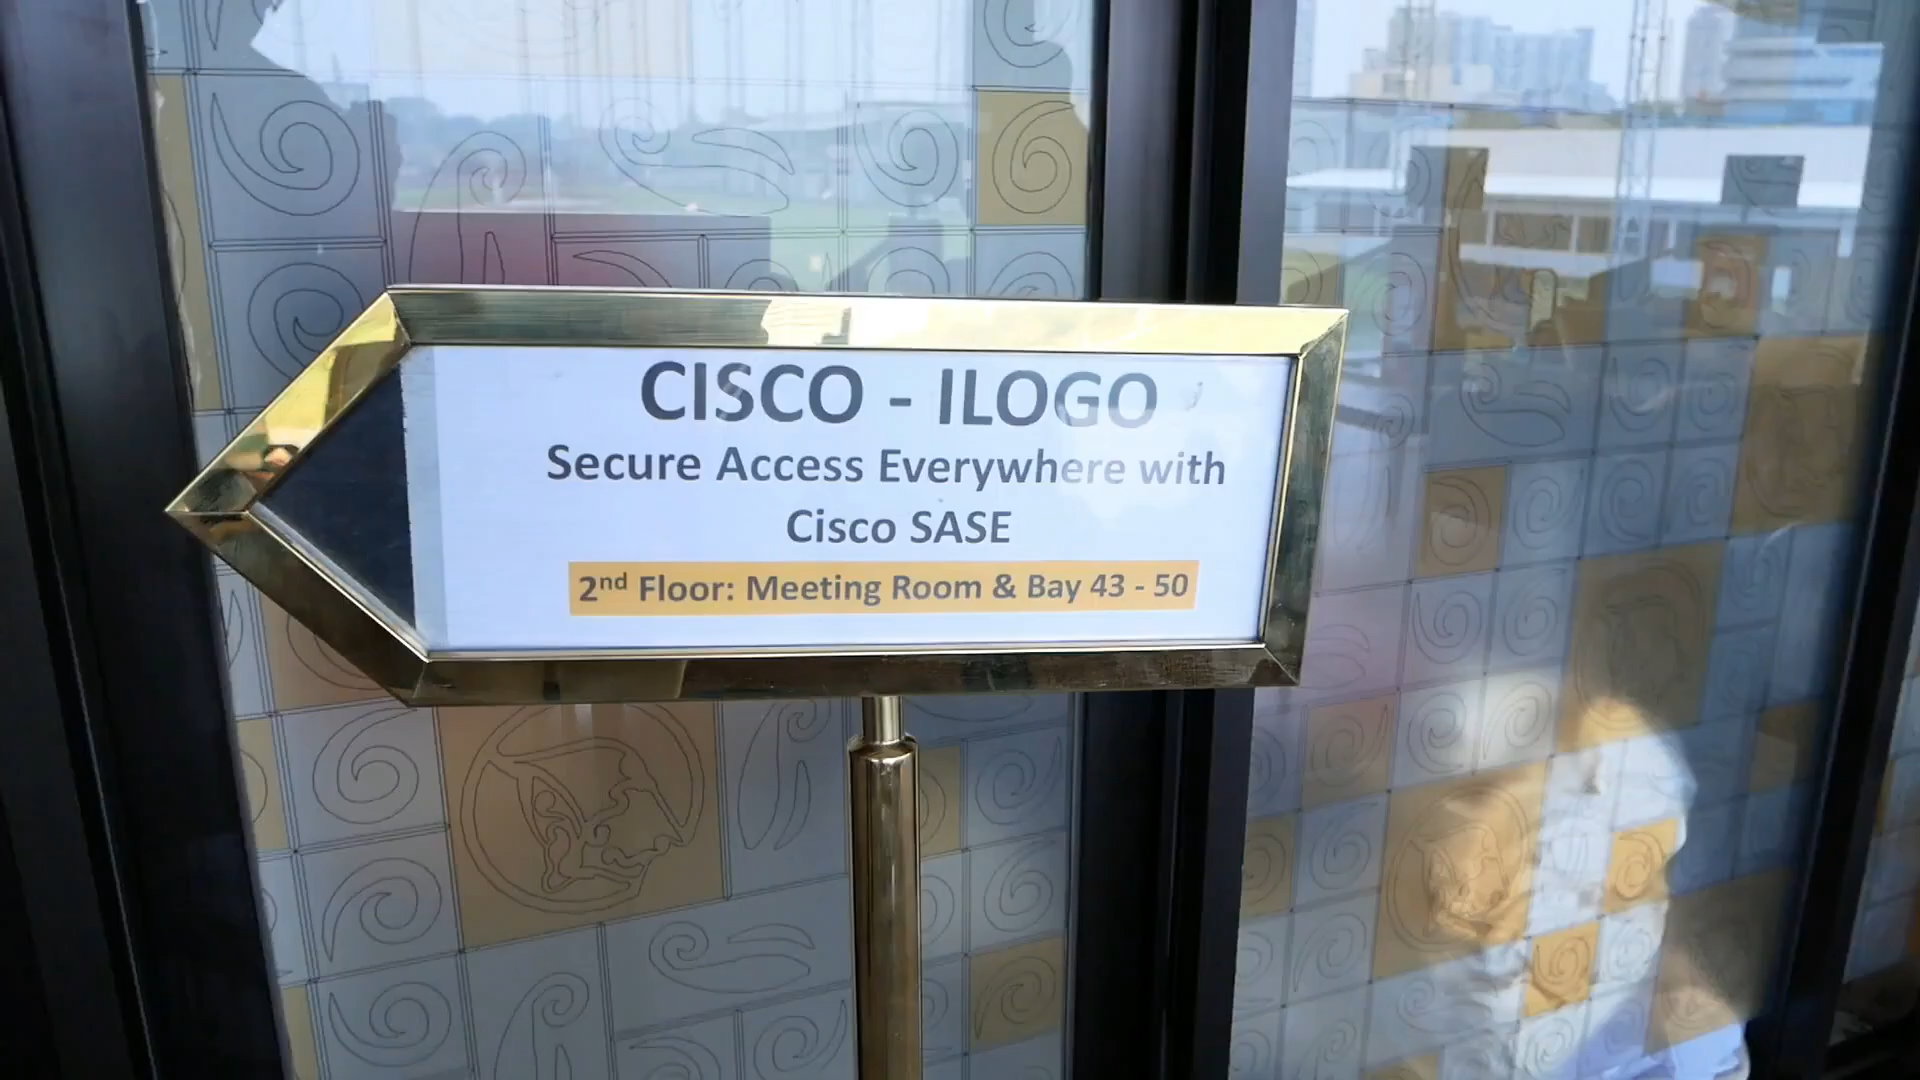 CISCO - ILOGO
Secure Access Everywhere with
Cisco SASE
2nd Floor: Meeting Room & Bay 43 - 50